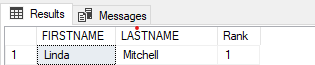 Results Messages
FIRSTNAME LASTNAME Rank
1 Linda Mitchell 1